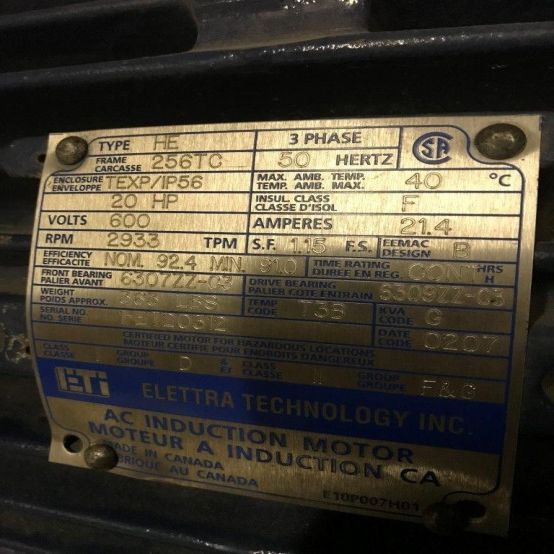 TYPE HE 3 PHASE
FRAME CARCASSE 256TC 50 HERTZ
ENCLOSURE ENVELOPPE TEXP/IP56 MAX. AMB. TEMP. TEMP. AMB. MAX. 40 °C
20 HP INSUL. CLASS CLASSE D'ISOL. F
VOLTS 600 AMPERES 21.4
RPM 2933 TPM S.F. 1.15 F.S. EEMAC DESIGN B
EFFICIENCY EFFICACITE NOM. 92.4 MIN. 91.0 TIME RATING DUREE EN REG. CONT HRS H
FRONT BEARING PALIER AVANT 6307ZZ-C3 DRIVE BEARING PALIER COTE ENTRAIN
WEIGHT POIDS APPROX. LBS TEMP CODE T3B KVA CODE G
SERIAL NO. NO. SERIE DATE CODE 0207
CERTIFIED MOTOR FOR HAZARDOUS LOCATIONS
MOTEUR CERTIFIE POUR ENDROITS DANGEREUX
CLASS CLASSE I GROUP GROUPE D & ET CLASS CLASSE GROUP GROUPE F&G
ETI ELETTRA TECHNOLOGY INC.
AC INDUCTION MOTOR
MOTEUR A INDUCTION CA
MADE IN CANADA
FABRIQUE AU CANADA
E10P007H01